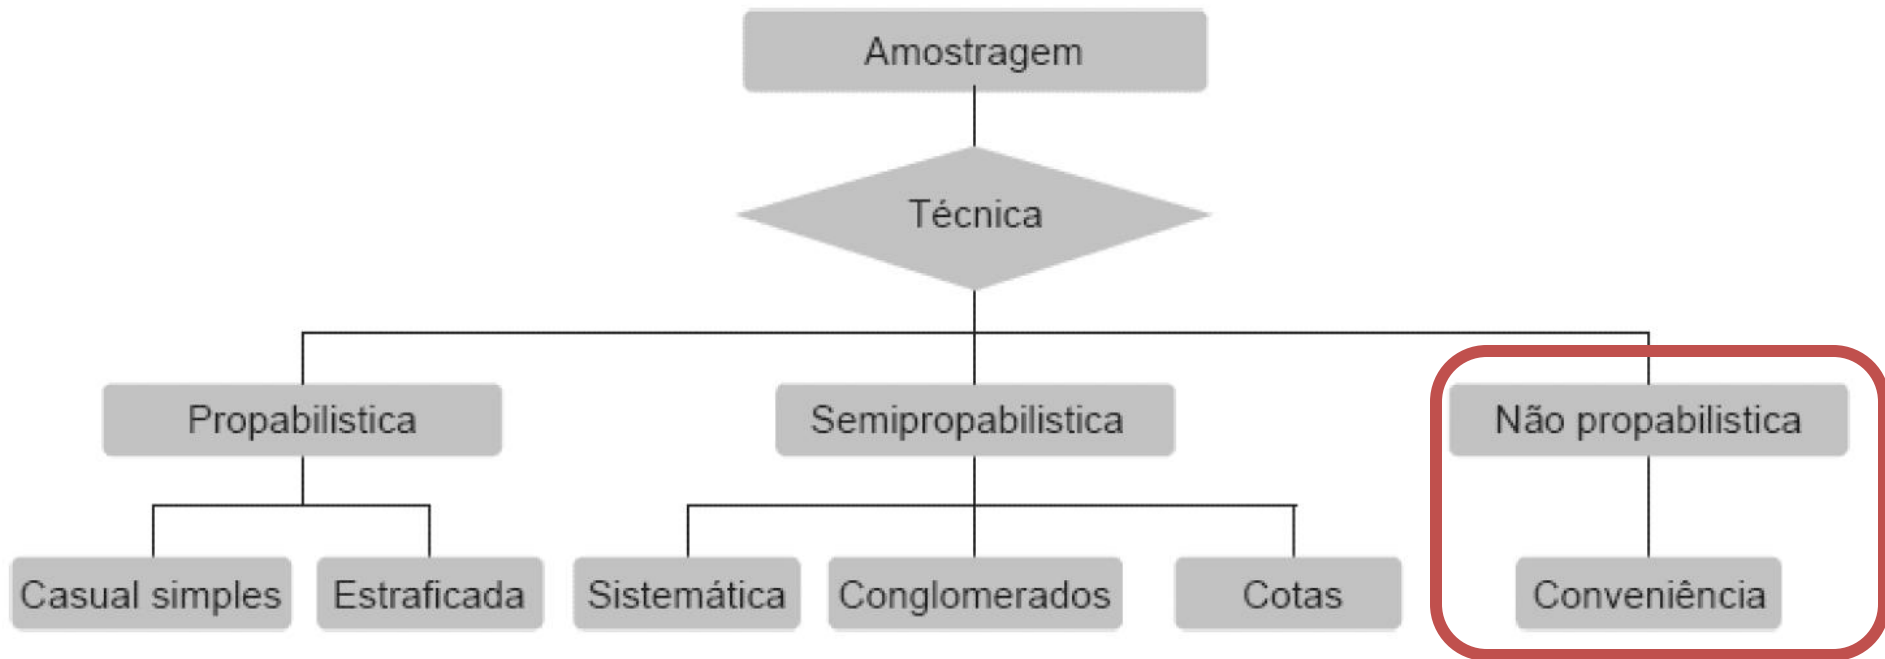 Amostragem
Técnica
Propabilistica
Semipropabilistica
Não propabilistica
Casual simples
Estraficada
Sistemática
Conglomerados
Cotas
Conveniência